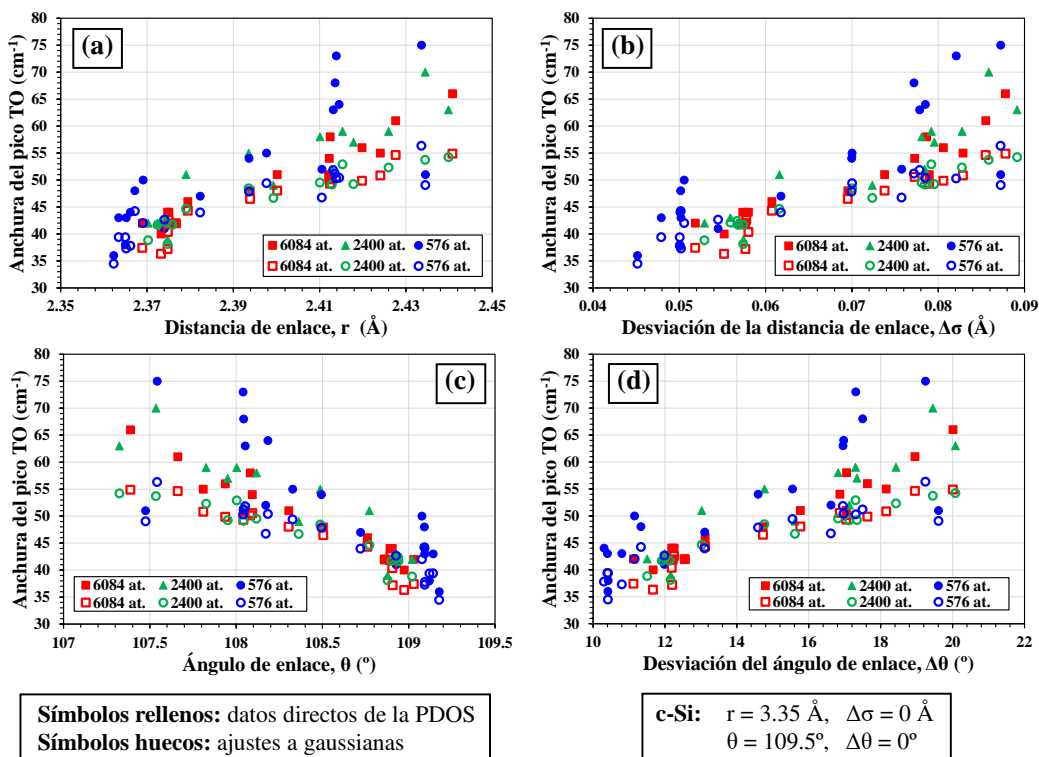 (a)
Anchura del pico TO (cm⁻¹)
80
75
70
65
60
55
50
45
40
35
30
6084 at. 2400 at. 576 at.
6084 at. 2400 at. 576 at.
2.35 2.37 2.39 2.41 2.43 2.45
Distancia de enlace, r (Å)
(b)
Anchura del pico TO (cm⁻¹)
80
75
70
65
60
55
50
45
40
35
30
6084 at. 2400 at. 576 at.
6084 at. 2400 at. 576 at.
0.04 0.05 0.06 0.07 0.08 0.09
Desviación de la distancia de enlace, Δσ (Å)
(c)
Anchura del pico TO (cm⁻¹)
80
75
70
65
60
55
50
45
40
35
30
6084 at. 2400 at. 576 at.
6084 at. 2400 at. 576 at.
107 107.5 108 108.5 109 109.5
Ángulo de enlace, θ (º)
(d)
Anchura del pico TO (cm⁻¹)
80
75
70
65
60
55
50
45
40
35
30
6084 at. 2400 at. 576 at.
6084 at. 2400 at. 576 at.
10 12 14 16 18 20 22
Desviación del ángulo de enlace, Δθ (º)
Símbolos rellenos: datos directos de la PDOS
Símbolos huecos: ajustes a gaussianas
c-Si: r = 3.35 Å, Δσ = 0 Å
θ = 109.5º, Δθ = 0º